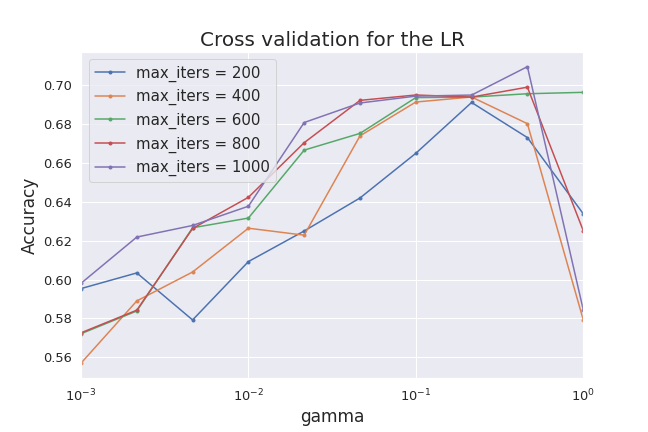 Cross validation for the LR
max_iters = 200
max_iters = 400
max_iters = 600
max_iters = 800
max_iters = 1000
Accuracy
0.70
0.68
0.66
0.64
0.62
0.60
0.58
0.56
10⁻³ 10⁻² 10⁻¹ 10⁰
gamma